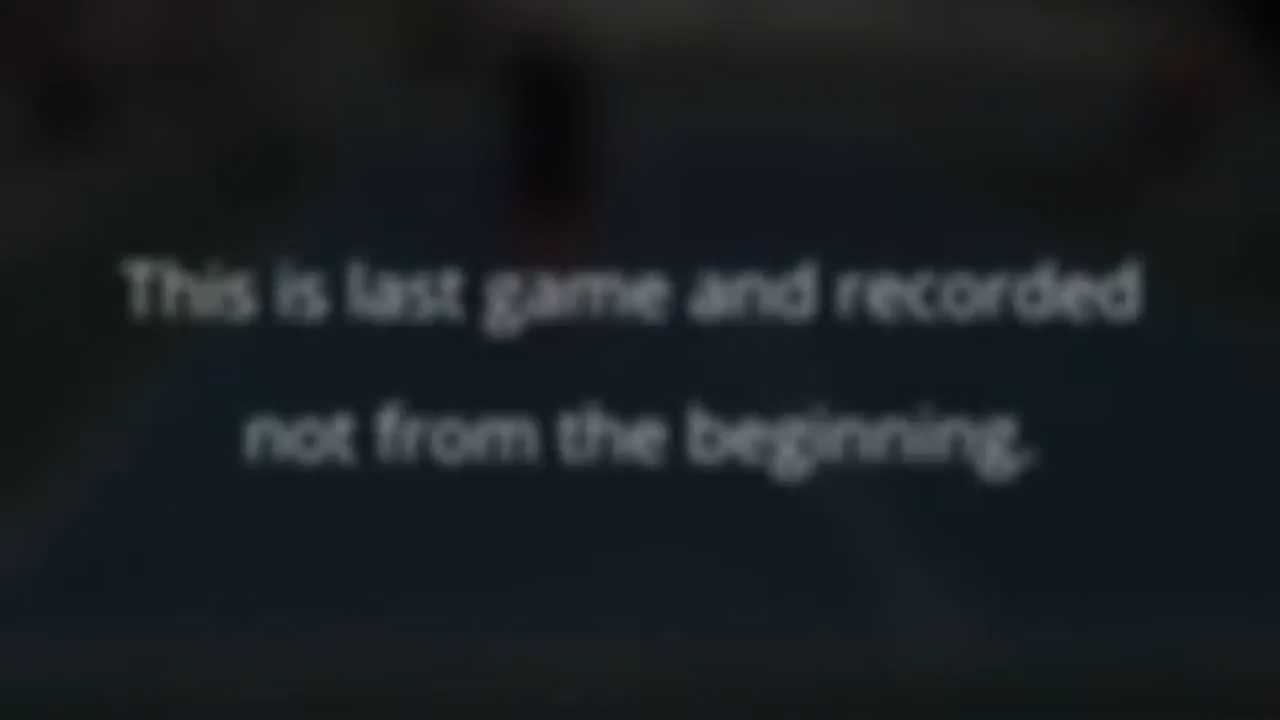 This is last game and recorded
not from the beginning.